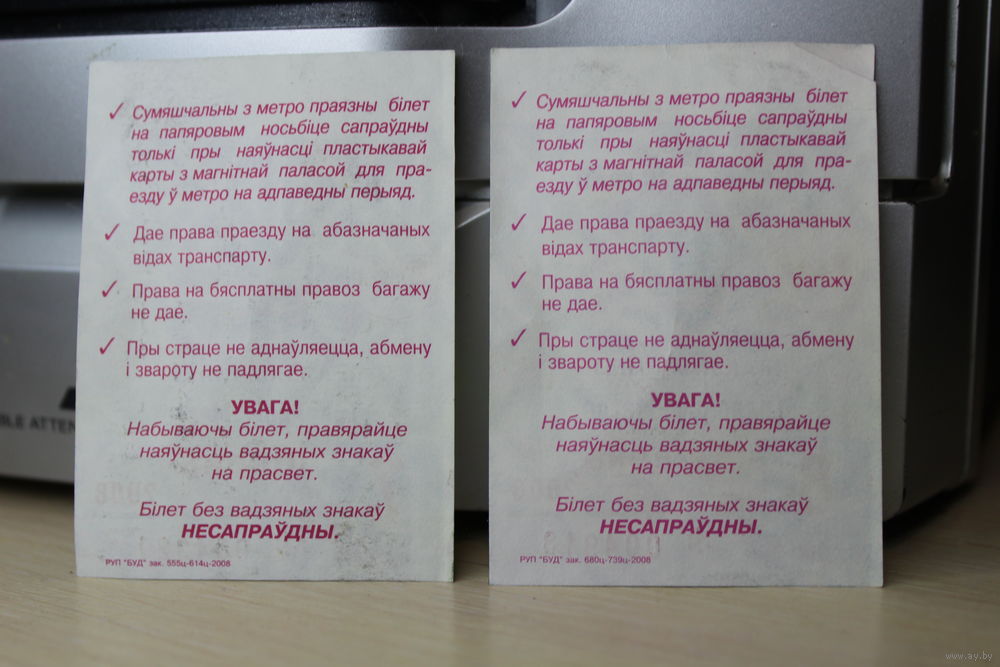 ✓ Сумяшчальны з метро праязны білет
на папяровым носьбіце сапраўдны
толькі пры наяўнасці пластыкавай
карты з магнітнай паласой для пра-
езду ў метро на адпаведны перыяд.
✓ Дае права праезду на абазначаных
відах транспарту.
✓ Права на бясплатны правоз багажу
не дае.
✓ Пры страце не аднаўляецца, абмену
і звароту не падлягае.
УВАГА!
Набываючы білет, правярайце
наяўнасць вадзяных знакаў
на прасвет.
Білет без вадзяных знакаў
НЕСАПРАЎДНЫ.
РУП "БУД" зак. 555ц-614ц-2008
✓ Сумяшчальны з метро праязны білет
на папяровым носьбіце сапраўдны
толькі пры наяўнасці пластыкавай
карты з магнітнай паласой для пра-
езду ў метро на адпаведны перыяд.
✓ Дае права праезду на абазначаных
відах транспарту.
✓ Права на бясплатны правоз багажу
не дае.
✓ Пры страце не аднаўляецца, абмену
і звароту не падлягае.
УВАГА!
Набываючы білет, правярайце
наяўнасць вадзяных знакаў
на прасвет.
Білет без вадзяных знакаў
НЕСАПРАЎДНЫ.
РУП "БУД" зак. 680ц-739ц-2008
www.ay.by